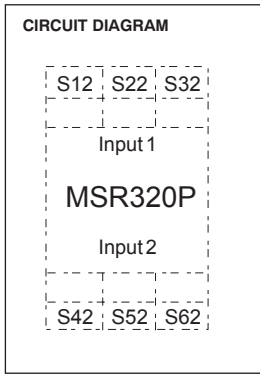 CIRCUIT DIAGRAM
S12 S22 S32
Input 1
MSR320P
Input 2
S42 S52 S62